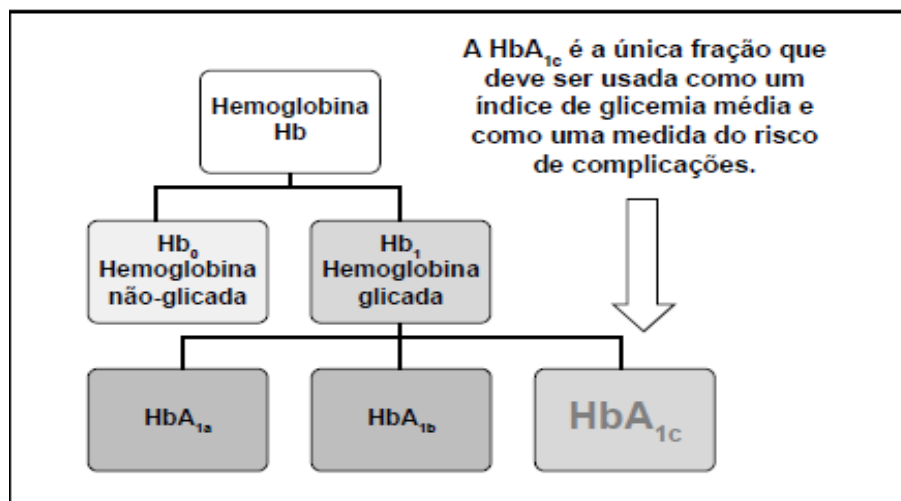 A HbA1c é a única fração que
deve ser usada como um
índice de glicemia média e
como uma medida do risco
de complicações.
Hemoglobina
Hb
Hb0
Hemoglobina
não-glicada
Hb1
Hemoglobina
glicada
HbA1a
HbA1b
HbA1c